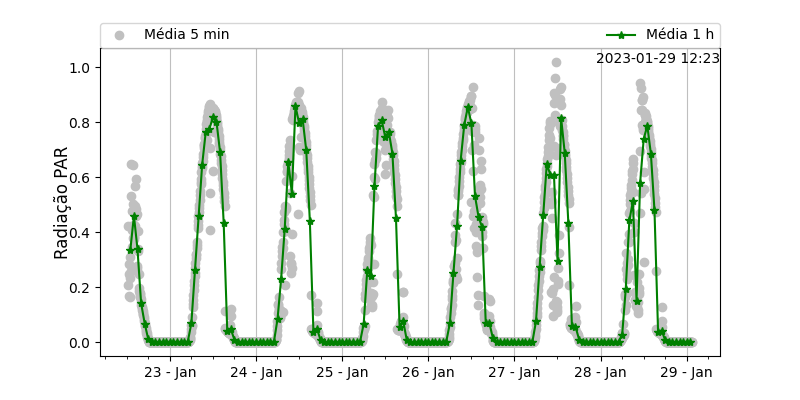 Média 5 min
Média 1 h
2023-01-29 12:23
Radiação PAR
1.0
0.8
0.6
0.4
0.2
0.0
23 - Jan
24 - Jan
25 - Jan
26 - Jan
27 - Jan
28 - Jan
29 - Jan